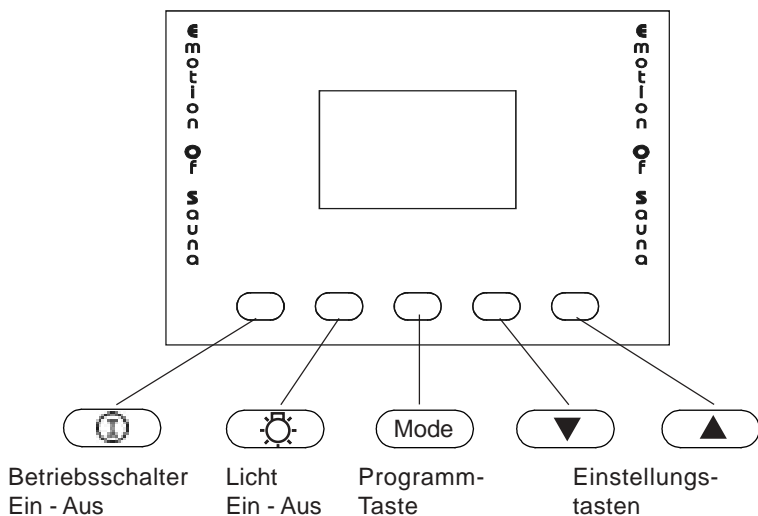 Emotion Of Sauna
Emotion Of Sauna
I
Mode
Betriebsschalter
Ein - Aus
Licht
Ein - Aus
Programm-
Taste
Einstellungs-
tasten